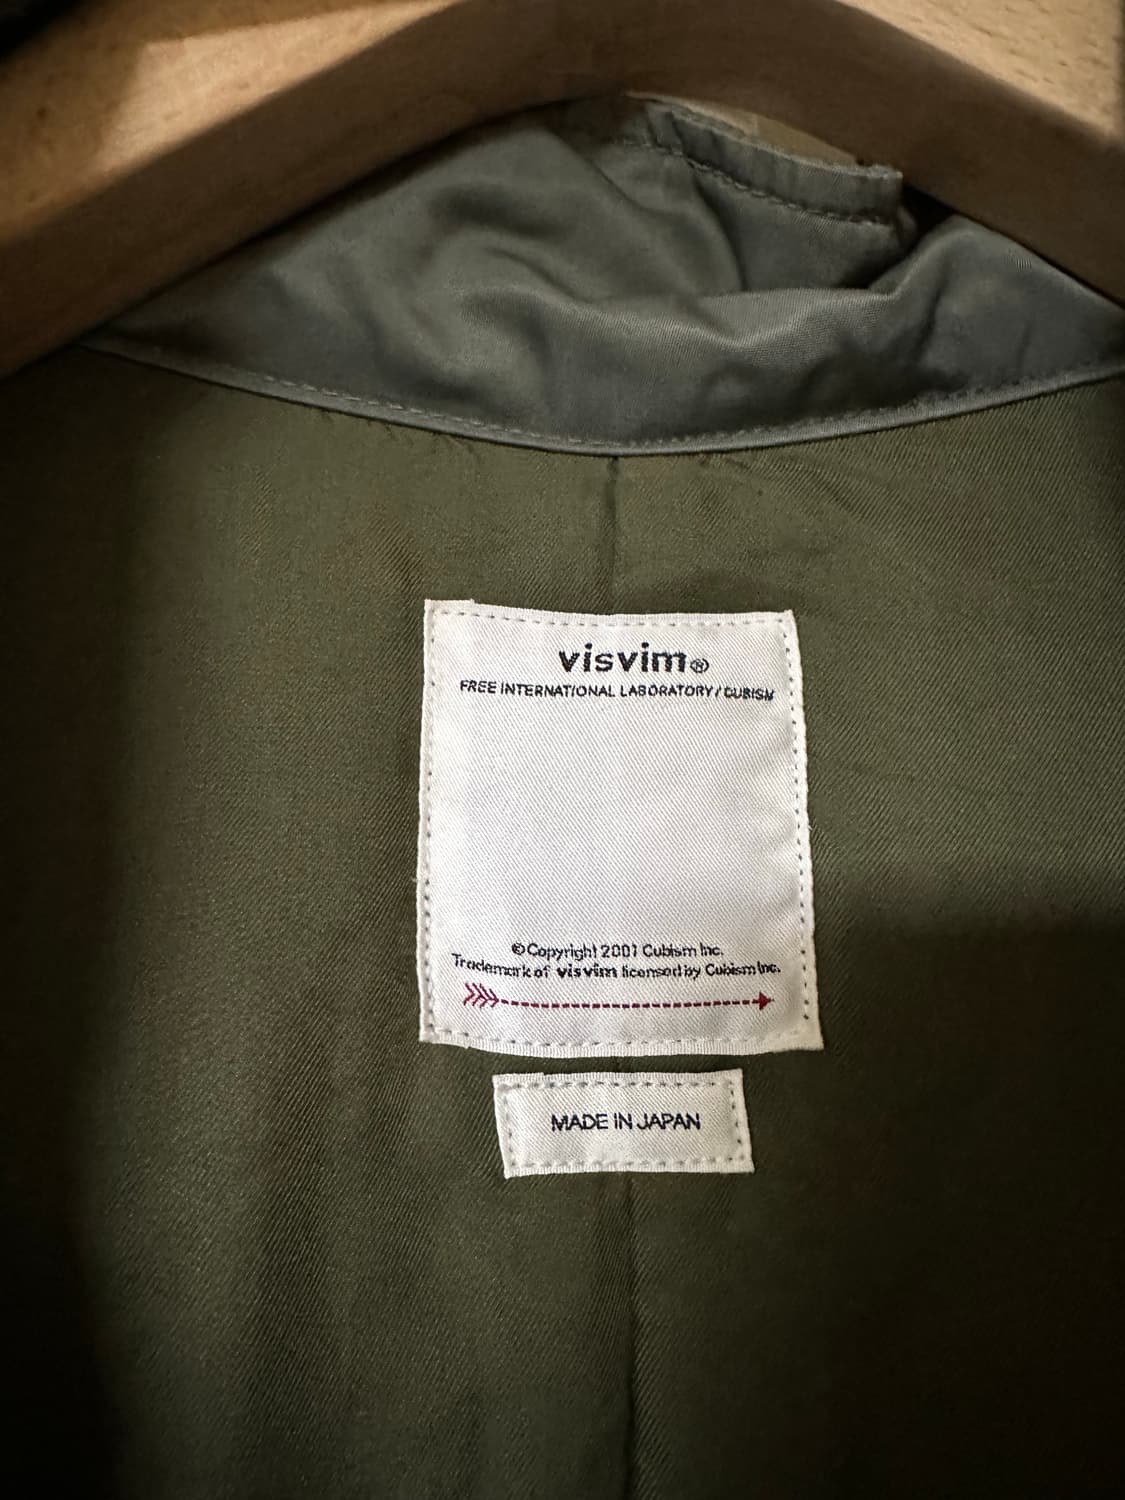 visvim®
FREE INTERNATIONAL LABORATORY / CUBISM
© Copyright 2001 Cubism Inc.
Trademark of visvim licensed by Cubism Inc.
MADE IN JAPAN